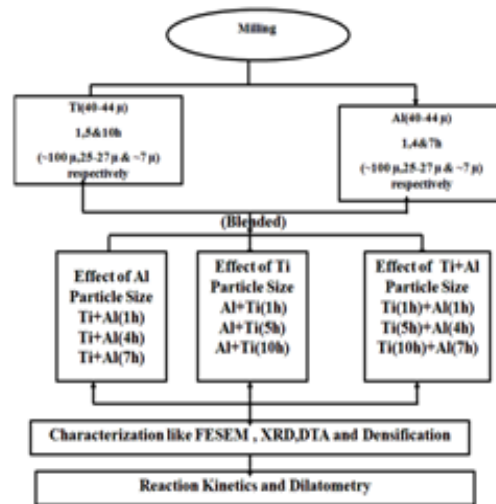 Milling
Ti(40-44 µ)
1,5&10h
(~100 µ,25-27 µ & ~7 µ)
respectively
Al(40-44 µ)
1,4&7h
(~100 µ,25-27 µ & ~7 µ)
respectively
(Blended)
Effect of Al
Particle Size
Ti+Al(1h)
Ti+Al(4h)
Ti+Al(7h)
Effect of Ti
Particle Size
Al+Ti(1h)
Al+Ti(5h)
Al+Ti(10h)
Effect of Ti+Al
Particle Size
Ti(1h)+Al(1h)
Ti(5h)+Al(4h)
Ti(10h)+Al(7h)
Characterization like FESEM , XRD,DTA and Densification
Reaction Kinetics and Dilatometry